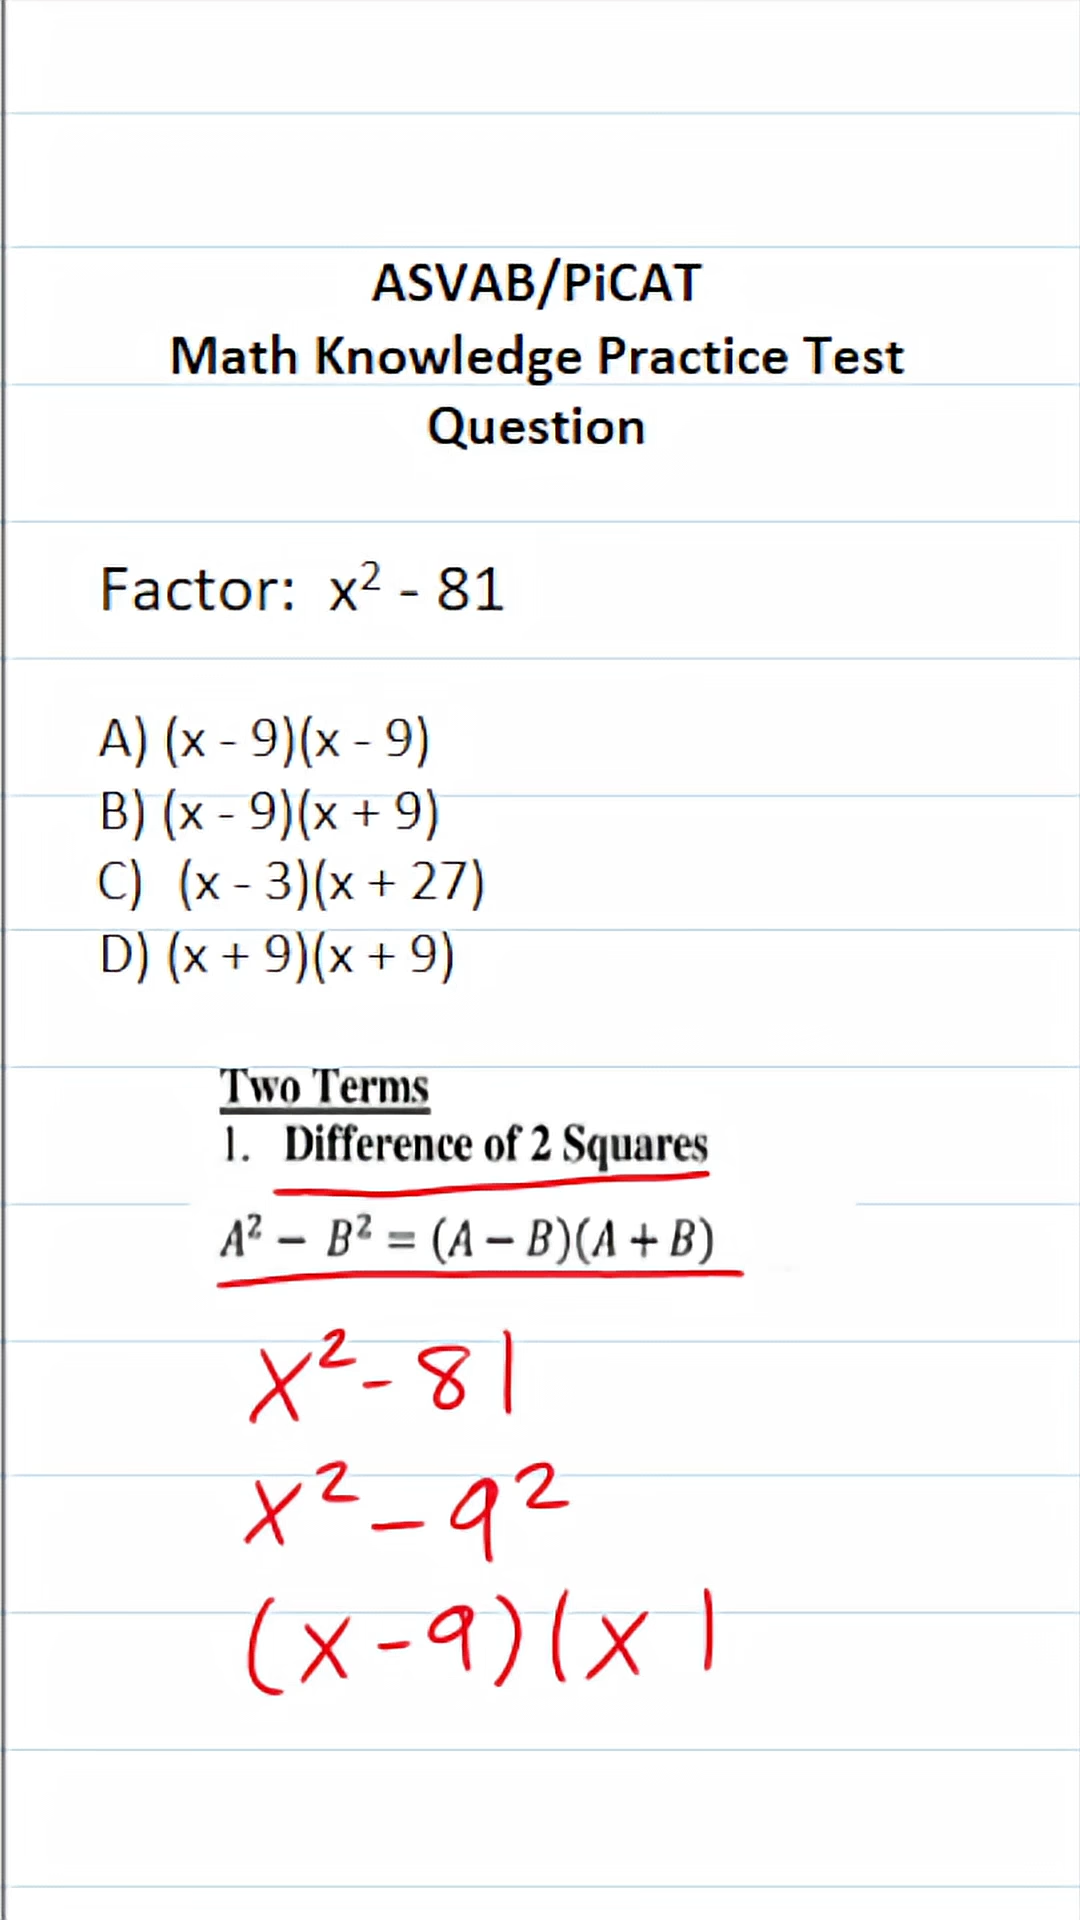 ASVAB/PiCAT
Math Knowledge Practice Test
Question
Factor: x² - 81
A) (x - 9)(x - 9)
B) (x - 9)(x + 9)
C) (x - 3)(x + 27)
D) (x + 9)(x + 9)
Two Terms
1. Difference of 2 Squares
A² − B² = (A − B)(A + B)
x² - 81
x² - 9²
(x - 9)(x |